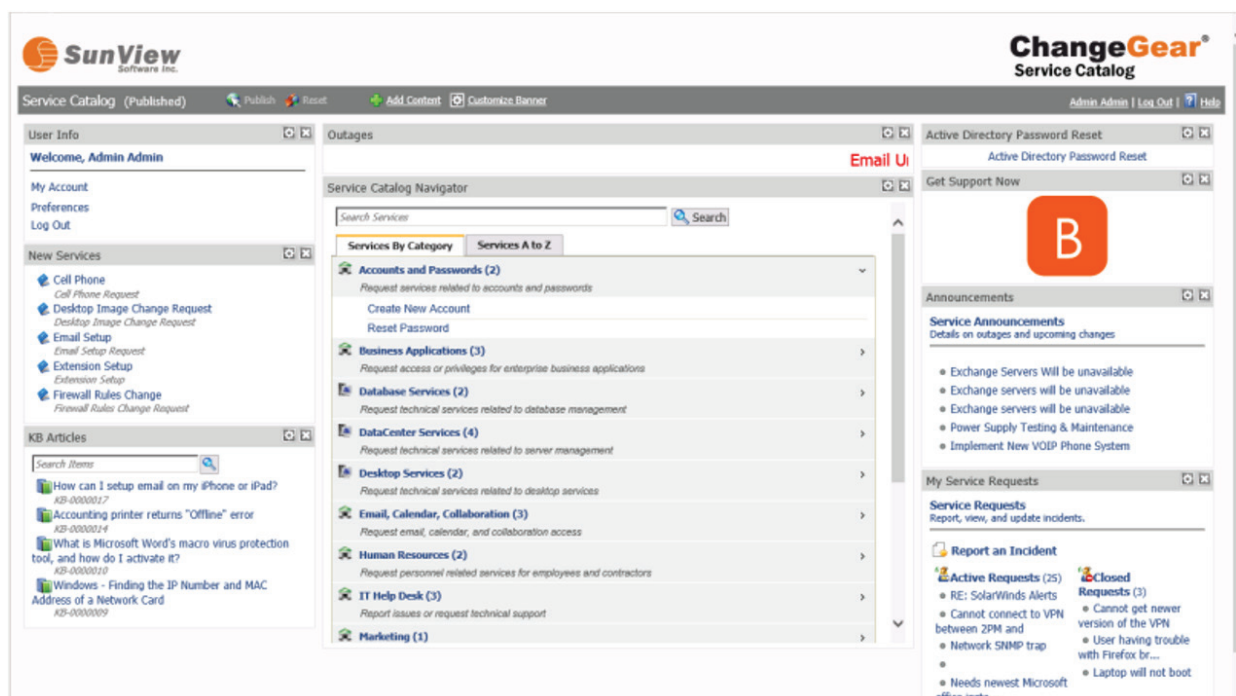 SunView
Software Inc.
ChangeGear®
Service Catalog
Service Catalog (Published)
Publish
Reset
Add Content
Customize Banner
Admin Admin | Log Out | Help
User Info
Welcome, Admin Admin
My Account
Preferences
Log Out
New Services
Cell Phone
Cell Phone Request
Desktop Image Change Request
Desktop Image Change Request
Email Setup
Email Setup Request
Extension Setup
Extension Setup
Firewall Rules Change
Firewall Rules Change Request
KB Articles
Search Items
How can I setup email on my iPhone or iPad?
KB-0000017
Accounting printer returns "Offline" error
KB-0000014
What is Microsoft Word's macro virus protection
tool, and how do I activate it?
KB-0000010
Windows - Finding the IP Number and MAC
Address of a Network Card
KB-0000009
Outages
Email
Service Catalog Navigator
Search Services
Search
Services By Category
Services A to Z
Accounts and Passwords (2)
Request services related to accounts and passwords
Create New Account
Reset Password
Business Applications (3)
Request access or privileges for enterprise business applications
Database Services (2)
Request technical services related to database management
DataCenter Services (4)
Request technical services related to server management
Desktop Services (2)
Request technical services related to desktop services
Email, Calendar, Collaboration (3)
Request email, calendar, and collaboration access
Human Resources (2)
Request personnel related services for employees and contractors
IT Help Desk (3)
Report issues or request technical support
Marketing (1)
Active Directory Password Reset
Active Directory Password Reset
Get Support Now
B
Announcements
Service Announcements
Details on outages and upcoming changes
Exchange Servers Will be unavailable
Exchange servers will be unavailable
Exchange servers will be unavailable
Power Supply Testing & Maintenance
Implement New VOIP Phone System
My Service Requests
Service Requests
Report, view, and update incidents.
Report an Incident
Active Requests (25)
RE: SolarWinds Alerts
Cannot connect to VPN
between 2PM and
Network SNMP trap
Needs newest Microsoft
Closed
Requests (3)
Cannot get newer
version of the VPN
User having trouble
with Firefox br...
Laptop will not boot